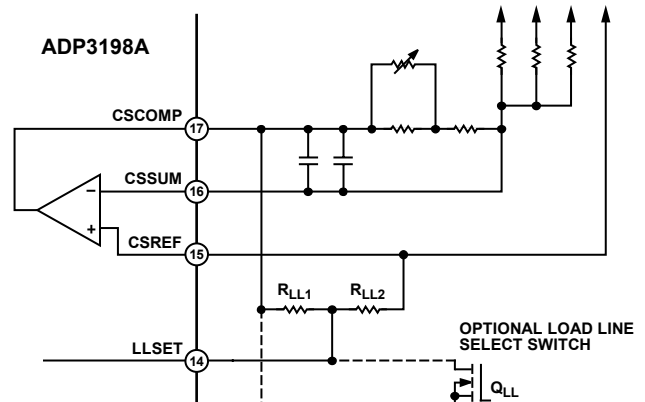 ADP3198A
CSCOMP
17
CSSUM
16
CSREF
15
RLL1
RLL2
OPTIONAL LOAD LINE
SELECT SWITCH
LLSET
14
QLL